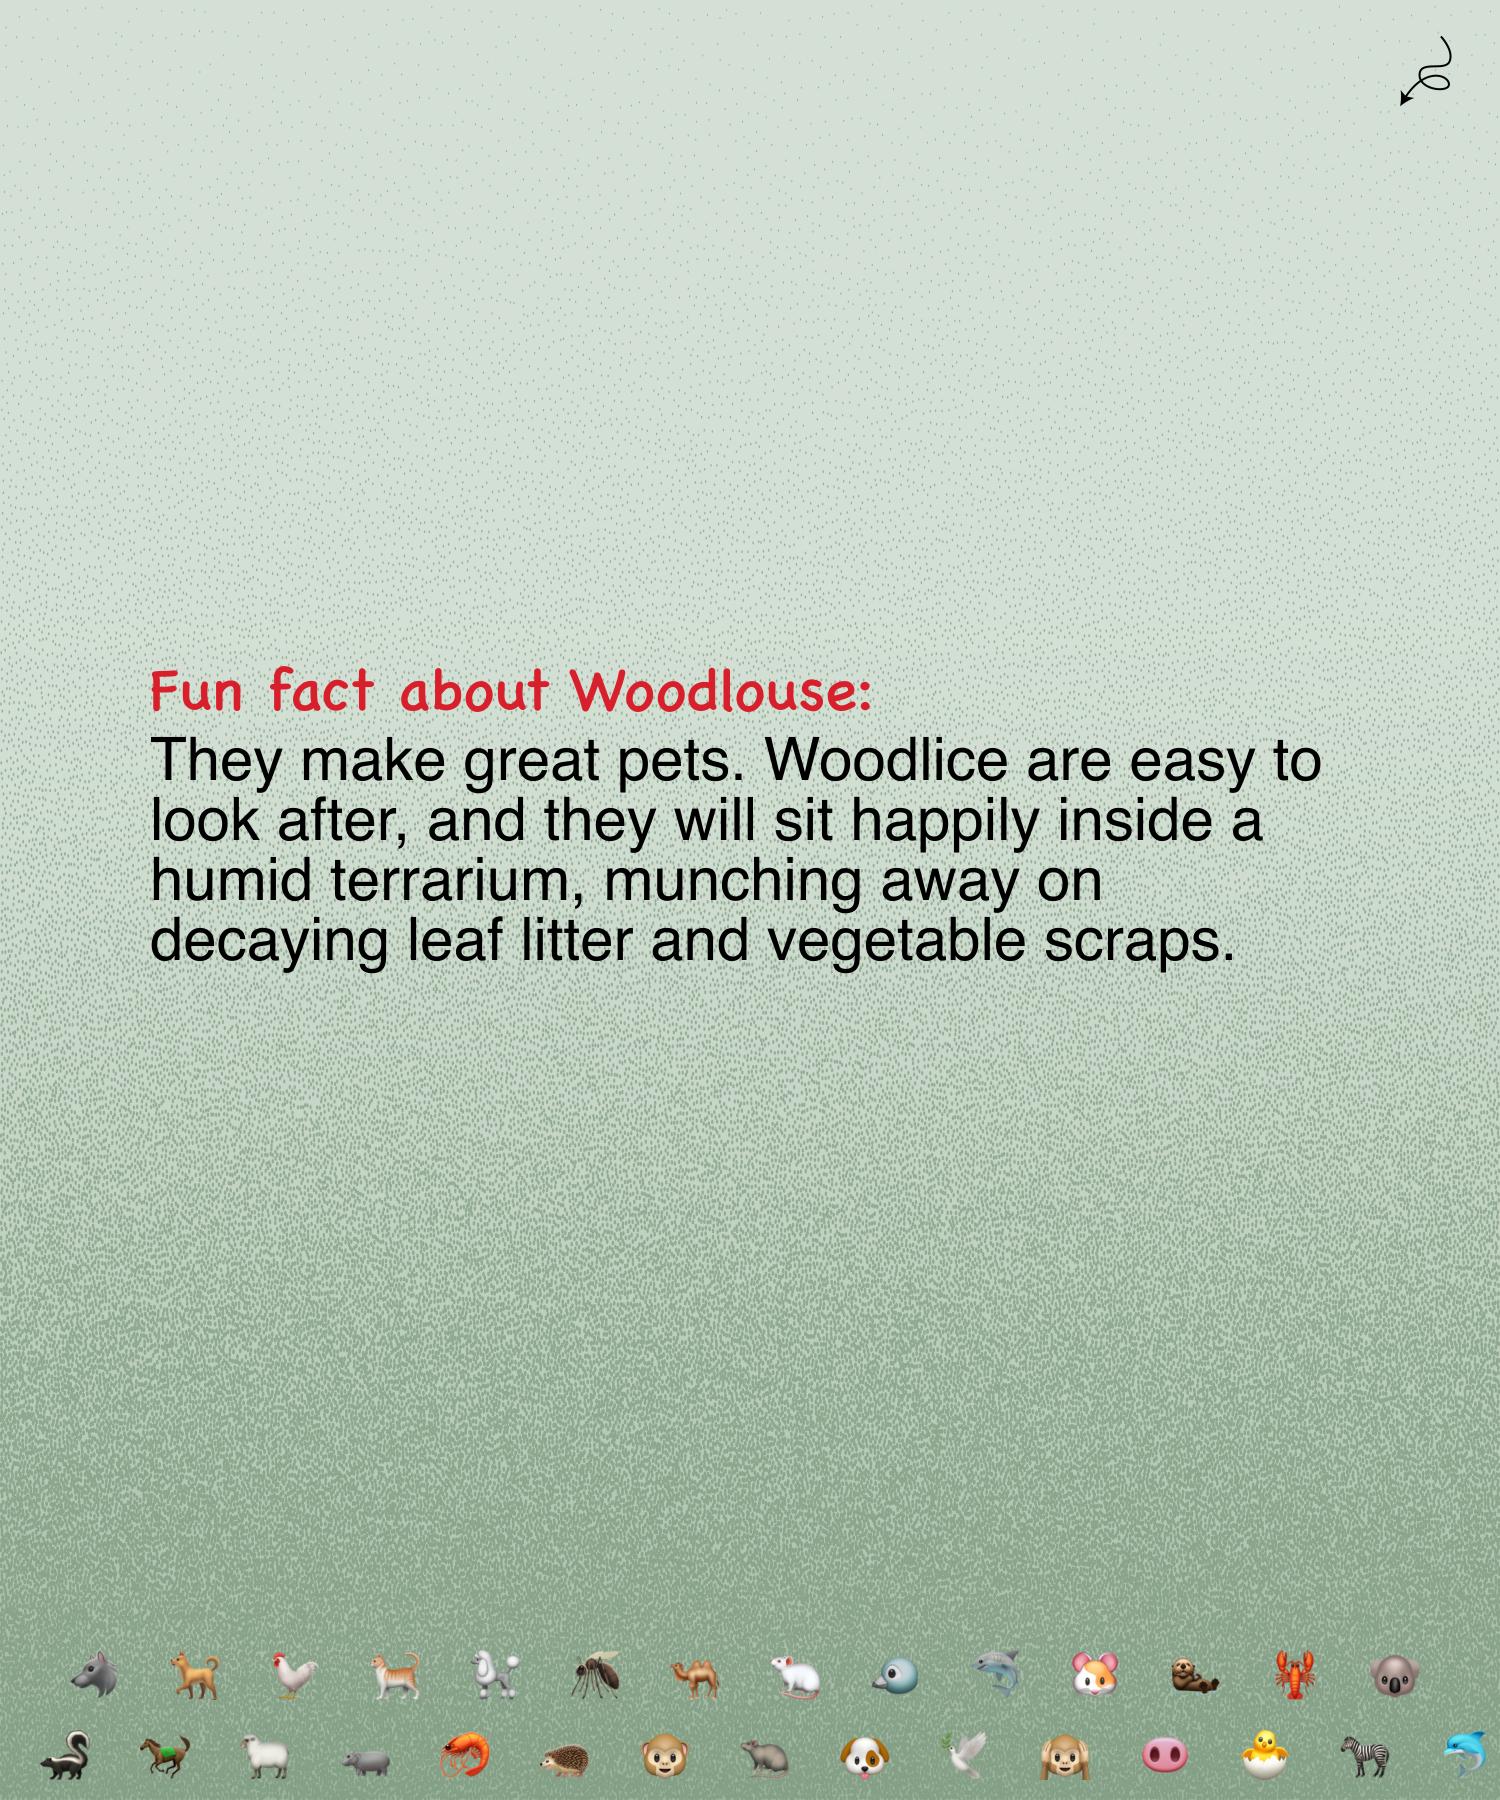 Fun fact about Woodlouse:
They make great pets. Woodlice are easy to
look after, and they will sit happily inside a
humid terrarium, munching away on
decaying leaf litter and vegetable scraps.